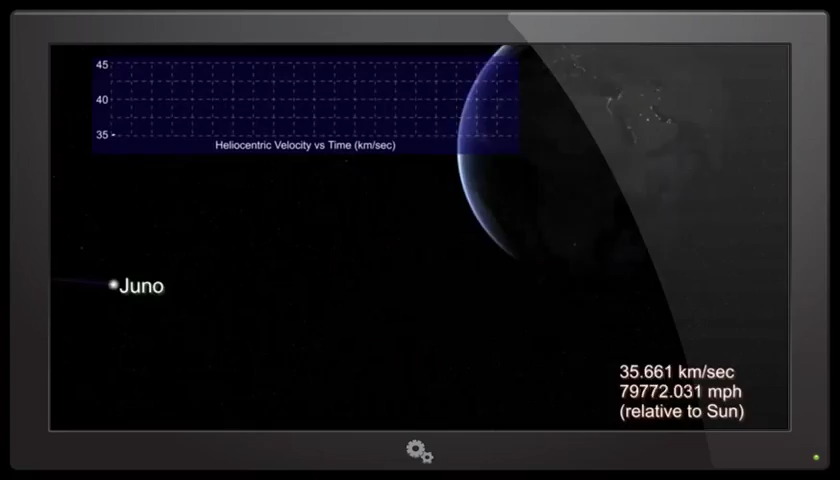 45
40
35
Heliocentric Velocity vs Time (km/sec)
Juno
35.661 km/sec
79772.031 mph
(relative to Sun)